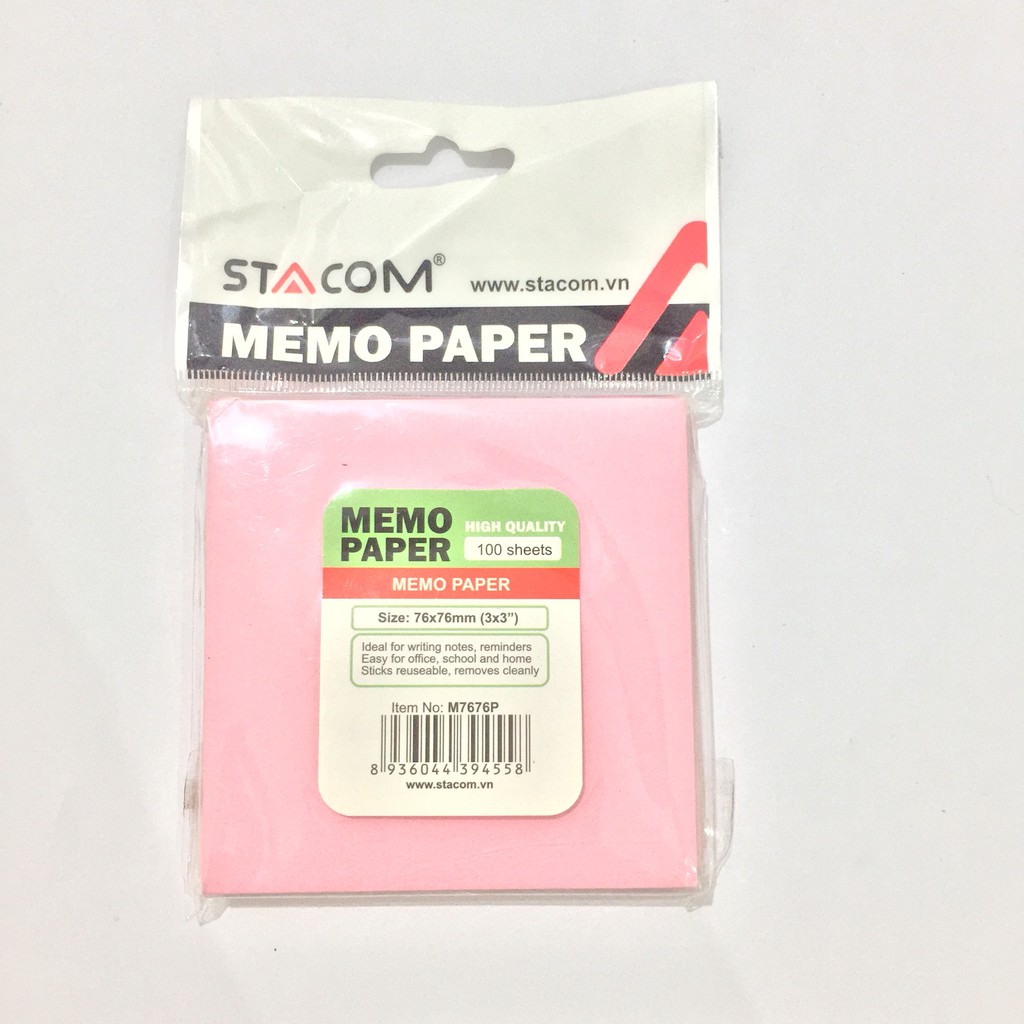 STACOM® www.stacom.vn
MEMO PAPER
MEMO PAPER
HIGH QUALITY
100 sheets
MEMO PAPER
Size: 76x76mm (3x3”)
Ideal for writing notes, reminders
Easy for office, school and home
Sticks reuseable, removes cleanly
Item No: M7676P
8 936044 394558
www.stacom.vn